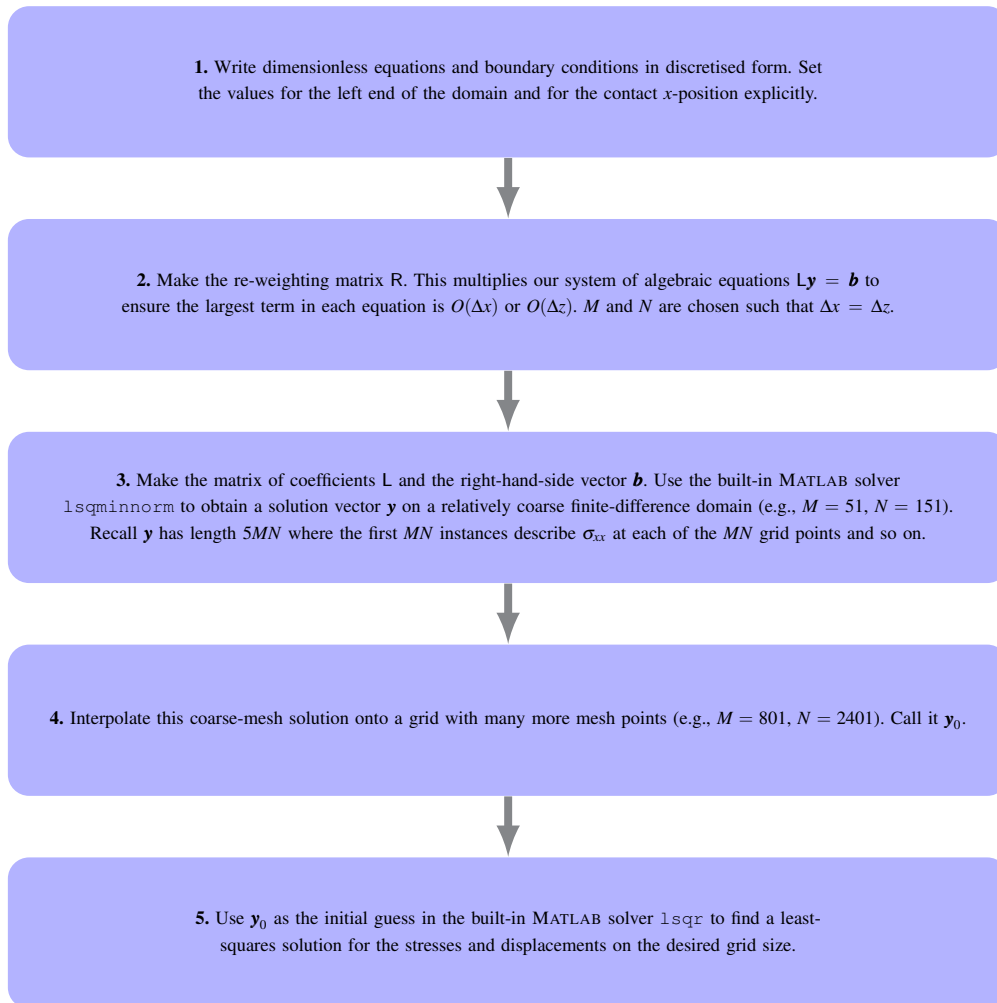 1. Write dimensionless equations and boundary conditions in discretised form. Set
the values for the left end of the domain and for the contact x-position explicitly.
2. Make the re-weighting matrix R. This multiplies our system of algebraic equations Ly = b to
ensure the largest term in each equation is O(Δx) or O(Δz). M and N are chosen such that Δx = Δz.
3. Make the matrix of coefficients L and the right-hand-side vector b. Use the built-in MATLAB solver
lsqminnorm to obtain a solution vector y on a relatively coarse finite-difference domain (e.g., M = 51, N = 151).
Recall y has length 5MN where the first MN instances describe σxx at each of the MN grid points and so on.
4. Interpolate this coarse-mesh solution onto a grid with many more mesh points (e.g., M = 801, N = 2401). Call it y0.
5. Use y0 as the initial guess in the built-in MATLAB solver lsqr to find a least-
squares solution for the stresses and displacements on the desired grid size.